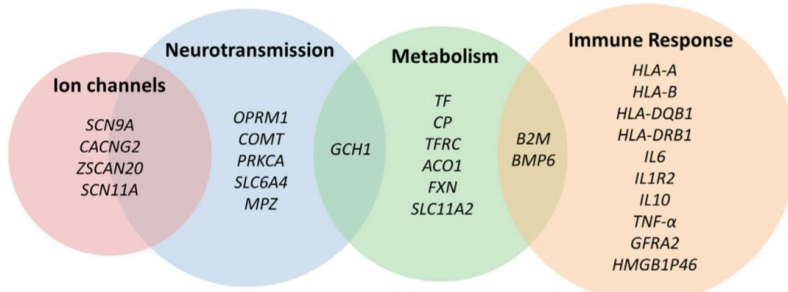 Ion channels
SCN9A
CACNG2
ZSCAN20
SCN11A
Neurotransmission
OPRM1
COMT
PRKCA
SLC6A4
MPZ
GCH1
Metabolism
TF
CP
TFRC
ACO1
FXN
SLC11A2
B2M
BMP6
Immune Response
HLA-A
HLA-B
HLA-DQB1
HLA-DRB1
IL6
IL1R2
IL10
TNF-α
GFRA2
HMGB1P46